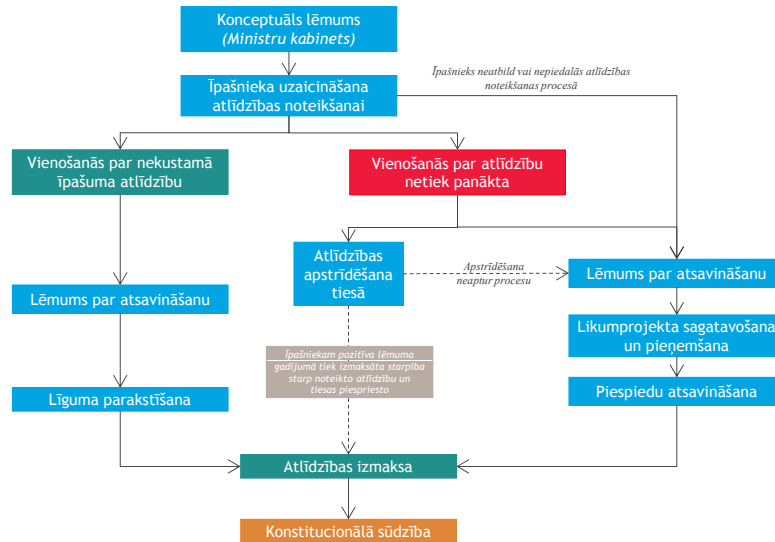 Konceptuāls lēmums
(Ministru kabinets)
Īpašnieka uzaicināšana
atlīdzības noteikšanai
Īpašnieks neatbild vai nepiedalās atlīdzības
noteikšanas procesā
Vienošanās par nekustamā
īpašuma atlīdzību
Vienošanās par atlīdzību
netiek panākta
Atlīdzības
apstrīdēšana
tiesā
Apstrīdēšana
neaptur procesu
Lēmums par atsavināšanu
Lēmums par atsavināšanu
Likumprojekta sagatavošana
un pieņemšana
Īpašniekam pozitīva lēmuma
gadījumā tiek izmaksāta starpība
starp noteikto atlīdzību un
tiesas piespriesto
Līguma parakstīšana
Piespiedu atsavināšana
Atlīdzības izmaksa
Konstitucionālā sūdzība